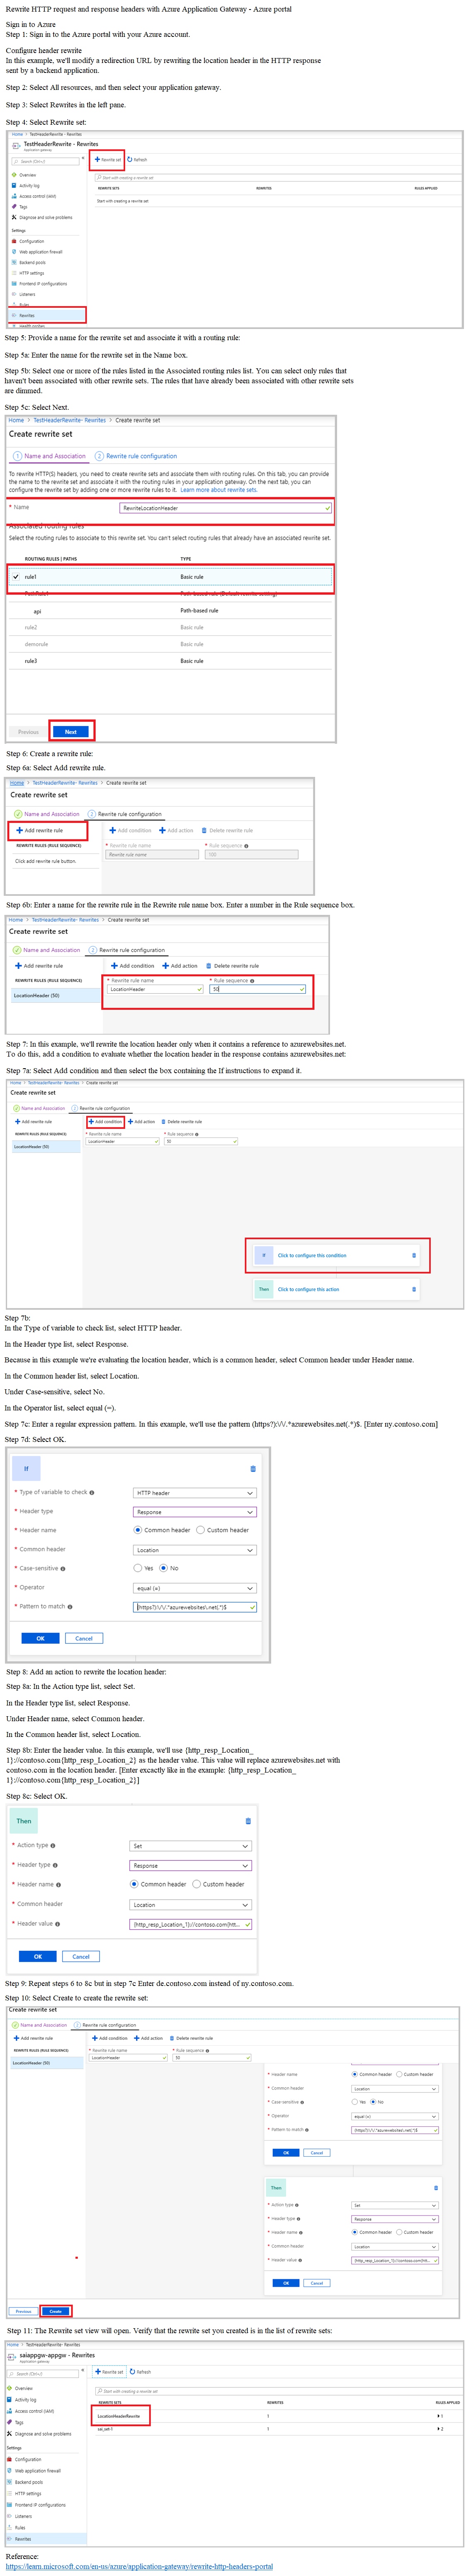 Rewrite HTTP request and response headers with Azure Application Gateway - Azure portal
Sign in to Azure
Step 1: Sign in to the Azure portal with your Azure account.
Configure header rewrite
In this example, we'll modify a redirection URL by rewriting the location header in the HTTP response
sent by a backend application.
Step 2: Select All resources, and then select your application gateway.
Step 3: Select Rewrites in the left pane.
Step 4: Select Rewrite set:
Home > TestHeaderRewrite - Rewrites
TestHeaderRewrite - Rewrites
Application gateway
Search (Ctrl+/)
Rewrite set
Refresh
Overview
Activity log
Access control (IAM)
Tags
Diagnose and solve problems
Settings
Configuration
Web application firewall
Backend pools
HTTP settings
Frontend IP configurations
Listeners
Rules
Rewrites
Health probes
Start with creating a rewrite set
REWRITE SETS REWRITES RULES APPLIED
Start with creating a rewrite set
Step 5: Provide a name for the rewrite set and associate it with a routing rule:
Step 5a: Enter the name for the rewrite set in the Name box.
Step 5b: Select one or more of the rules listed in the Associated routing rules list. You can select only rules that
haven't been associated with other rewrite sets. The rules that have already been associated with other rewrite sets
are dimmed.
Step 5c: Select Next.
Home > TestHeaderRewrite- Rewrites > Create rewrite set
Create rewrite set
1 Name and Association 2 Rewrite rule configuration
To rewrite HTTP(S) headers, you need to create rewrite sets and associate them with routing rules. On this tab, you can provide
the name to the rewrite set and associate it with the routing rules in your application gateway. On the next tab, you can
configure the rewrite set by adding one or more rewrite rules to it. Learn more about rewrite sets.
* Name RewriteLocationHeader
Associated routing rules
Select the routing rules to associate to this rewrite set. You can't select routing rules that already have an associated rewrite set.
ROUTING RULES | PATHS TYPE
rule1 Basic rule
PathRule1 Path-based rule (Default rewrite setting)
api Path-based rule
rule2 Basic rule
demorule Basic rule
rule3 Basic rule
Previous Next
Step 6: Create a rewrite rule:
Step 6a: Select Add rewrite rule.
Home > TestHeaderRewrite- Rewrites > Create rewrite set
Create rewrite set
Name and Association 2 Rewrite rule configuration
Add rewrite rule Add condition Add action Delete rewrite rule
REWRITE RULES (RULE SEQUENCE) * Rewrite rule name * Rule sequence
Click add rewrite rule button. Rewrite rule name 100
Step 6b: Enter a name for the rewrite rule in the Rewrite rule name box. Enter a number in the Rule sequence box.
Home > TestHeaderRewrite- Rewrites > Create rewrite set
Create rewrite set
Name and Association 2 Rewrite rule configuration
Add rewrite rule Add condition Add action Delete rewrite rule
REWRITE RULES (RULE SEQUENCE) * Rewrite rule name * Rule sequence
LocationHeader (50) LocationHeader 50
Step 7: In this example, we'll rewrite the location header only when it contains a reference to azurewebsites.net.
To do this, add a condition to evaluate whether the location header in the response contains azurewebsites.net:
Step 7a: Select Add condition and then select the box containing the If instructions to expand it.
Home > TestHeaderRewrite- Rewrites > Create rewrite set
Create rewrite set
Name and Association 2 Rewrite rule configuration
Add rewrite rule Add condition Add action Delete rewrite rule
REWRITE RULES (RULE SEQUENCE) * Rewrite rule name * Rule sequence
LocationHeader (50) LocationHeader 50
If Click to configure this condition
Then Click to configure this action
Step 7b:
In the Type of variable to check list, select HTTP header.
In the Header type list, select Response.
Because in this example we're evaluating the location header, which is a common header, select Common header under Header name.
In the Common header list, select Location.
Under Case-sensitive, select No.
In the Operator list, select equal (=).
Step 7c: Enter a regular expression pattern. In this example, we'll use the pattern (https?):\/\/.*azurewebsites.net(.*)$. [Enter ny.contoso.com]
Step 7d: Select OK.
If
* Type of variable to check HTTP header
* Header type Response
* Header name Common header Custom header
* Common header Location
* Case-sensitive Yes No
* Operator equal (=)
* Pattern to match (https?):\/\/.*azurewebsites\.net(.*)$
OK Cancel
Step 8: Add an action to rewrite the location header:
Step 8a: In the Action type list, select Set.
In the Header type list, select Response.
Under Header name, select Common header.
In the Common header list, select Location.
Step 8b: Enter the header value. In this example, we'll use {http_resp_Location_
1}://contoso.com{http_resp_Location_2} as the header value. This value will replace azurewebsites.net with
contoso.com in the location header. [Enter excactly like in the example: {http_resp_Location_
1}://contoso.com{http_resp_Location_2}]
Step 8c: Select OK.
Then
* Action type Set
* Header type Response
* Header name Common header Custom header
* Common header Location
* Header value {http_resp_Location_1}://contoso.com{htt...
OK Cancel
Step 9: Repeat steps 6 to 8c but in step 7c Enter de.contoso.com instead of ny.contoso.com.
Step 10: Select Create to create the rewrite set:
Create rewrite set
Name and Association 2 Rewrite rule configuration
Add rewrite rule Add condition Add action Delete rewrite rule
REWRITE RULES (RULE SEQUENCE) * Rewrite rule name * Rule sequence
LocationHeader (50) LocationHeader 50
* Header name Common header Custom header
* Common header Location
* Case-sensitive Yes No
* Operator equal (=)
* Pattern to match (https?):\/\/.*azurewebsites\.net(.*)$
OK Cancel
Then
* Action type Set
* Header type Response
* Header name Common header Custom header
* Common header Location
* Header value {http_resp_Location_1}://contoso.com{htt...
OK Cancel
Previous Create
Step 11: The Rewrite set view will open. Verify that the rewrite set you created is in the list of rewrite sets:
Home > TestHeaderRewrite- Rewrites
saiappgw-appgw - Rewrites
Application gateway
Search (Ctrl+/)
Rewrite set
Refresh
Overview
Activity log
Access control (IAM)
Tags
Diagnose and solve problems
Settings
Configuration
Web application firewall
Backend pools
HTTP settings
Frontend IP configurations
Listeners
Rules
Rewrites
Start with creating a rewrite set
REWRITE SETS REWRITES RULES APPLIED
LocationHeaderRewrite 1 1
sai_set-1 1 2
Reference:
https://learn.microsoft.com/en-us/azure/application-gateway/rewrite-http-headers-portal